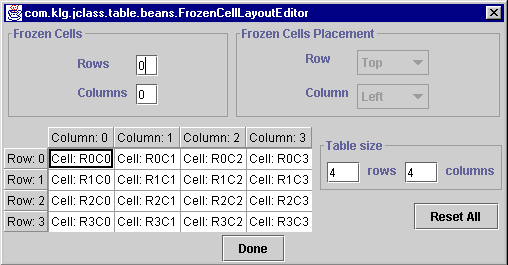 com.klg.jclass.table.beans.FrozenCellLayoutEditor
Frozen Cells
Rows 0
Columns 0
Frozen Cells Placement
Row Top
Column Left
Column: 0 Column: 1 Column: 2 Column: 3
Row: 0 Cell: R0C0 Cell: R0C1 Cell: R0C2 Cell: R0C3
Row: 1 Cell: R1C0 Cell: R1C1 Cell: R1C2 Cell: R1C3
Row: 2 Cell: R2C0 Cell: R2C1 Cell: R2C2 Cell: R2C3
Row: 3 Cell: R3C0 Cell: R3C1 Cell: R3C2 Cell: R3C3
Table size
4 rows 4 columns
Reset All
Done